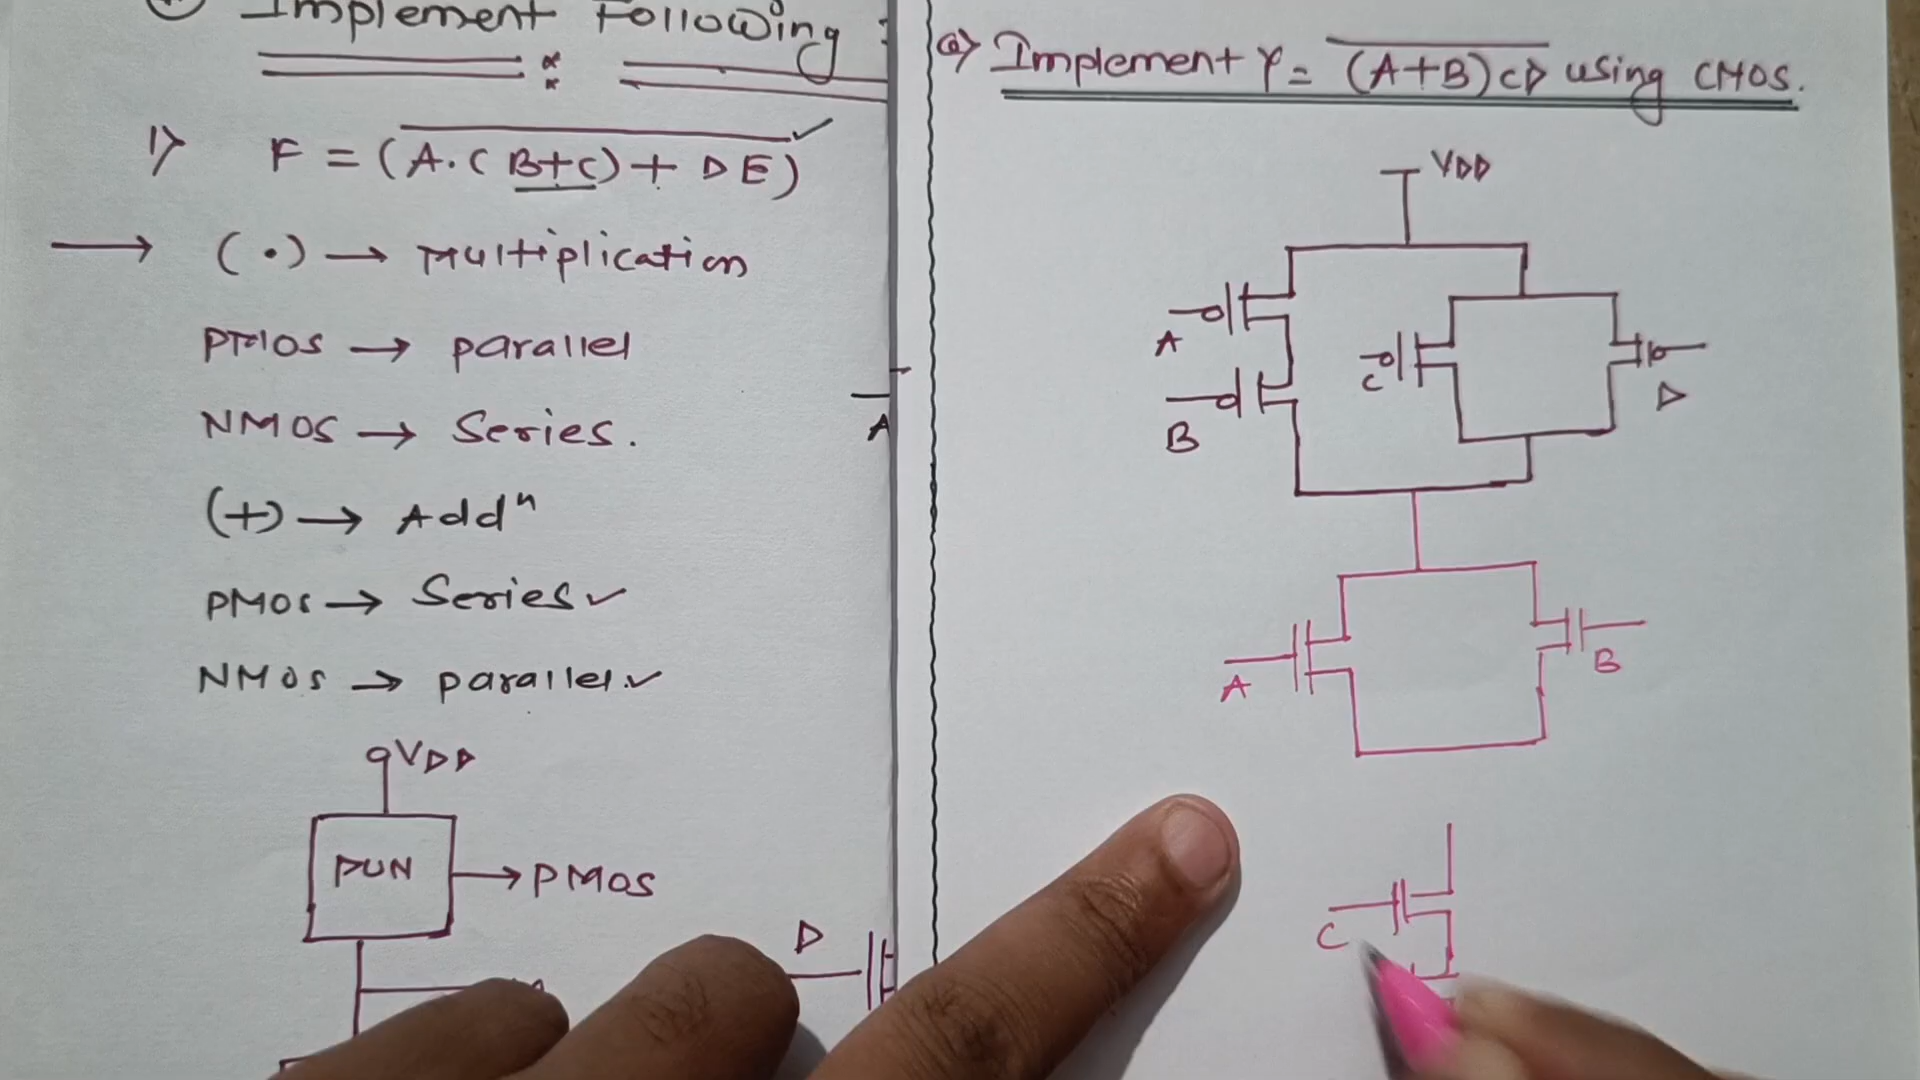 Implement Following :
1) F = (A.(B+C) + DE)
(.) → Multiplication
PMOS → parallel
NMOS → Series.
(+) → Addⁿ
PMOS → Series
NMOS → parallel.
VDD
PUN → PMOS
A
D
Q) Implement Y = (A+B)CD using CMOS.
VDD
A
C
D
B
A
B
C